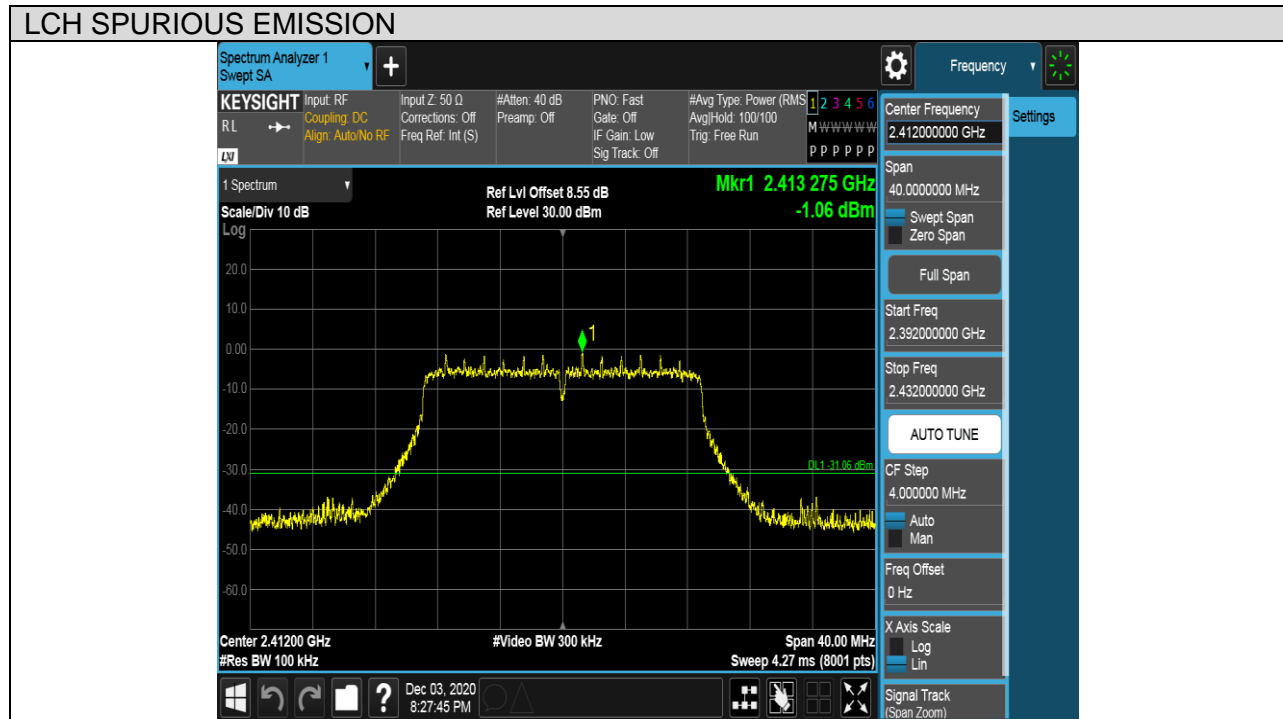 LCH SPURIOUS EMISSION
Spectrum Analyzer 1
Swept SA
+
Frequency
KEYSIGHT
RL
LXI
Input: RF
Coupling: DC
Align: Auto/No RF
Input Z: 50 Ω
Corrections: Off
Freq Ref: Int (S)
#Atten: 40 dB
Preamp: Off
PNO: Fast
Gate: Off
IF Gain: Low
Sig Track: Off
#Avg Type: Power (RMS
Avg|Hold: 100/100
Trig: Free Run
1 2 3 4 5 6
M W W W W W
P P P P P P
1 Spectrum
Scale/Div 10 dB
Ref Lvl Offset 8.55 dB
Ref Level 30.00 dBm
Mkr1 2.413 275 GHz
-1.06 dBm
Log
20.0
10.0
0.00
-10.0
-20.0
-30.0
-40.0
-50.0
-60.0
1
DL1 -31.06 dBm
Center 2.41200 GHz
#Res BW 100 kHz
#Video BW 300 kHz
Span 40.00 MHz
Sweep 4.27 ms (8001 pts)
?
Dec 03, 2020
8:27:45 PM
Center Frequency
2.412000000 GHz
Settings
Span
40.0000000 MHz
Swept Span
Zero Span
Full Span
Start Freq
2.392000000 GHz
Stop Freq
2.432000000 GHz
AUTO TUNE
CF Step
4.000000 MHz
Auto
Man
Freq Offset
0 Hz
X Axis Scale
Log
Lin
Signal Track
(Span Zoom)